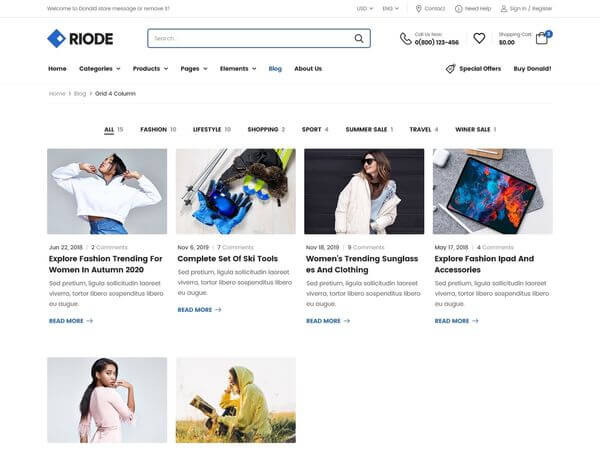 Welcome to Donald store message or remove it!
USD ENG Contact Need Help Sign in / Register
RIODE
Search...
Call Us Now:
0(800) 123-456
Shopping Cart:
$0.00
2
Home Categories Products Pages Elements Blog About Us Special Offers Buy Donald!
Home Blog Grid 4 Column
ALL 15 FASHION 10 LIFESTYLE 10 SHOPPING 2 SPORT 4 SUMMER SALE 1 TRAVEL 4 WINER SALE 1
Jun 22, 2018 | 2 Comments
Explore Fashion Trending For
Women In Autumn 2020
Sed pretium, ligula sollicitudin laoreet
viverra, tortor libero sospenditus libero
eu augue.
READ MORE
Nov 6, 2019 | 7 Comments
Complete Set Of Ski Tools
Sed pretium, ligula sollicitudin laoreet
viverra, tortor libero sospenditus libero
eu augue.
READ MORE
Nov 18, 2019 | 9 Comments
Women's Trending Sunglass
es And Clothing
Sed pretium, ligula sollicitudin laoreet
viverra, tortor libero sospenditus libero
eu augue.
READ MORE
May 17, 2018 | 4 Comments
Explore Fashion Ipad And
Accessories
Sed pretium, ligula sollicitudin laoreet
viverra, tortor libero sospenditus libero
eu augue.
READ MORE